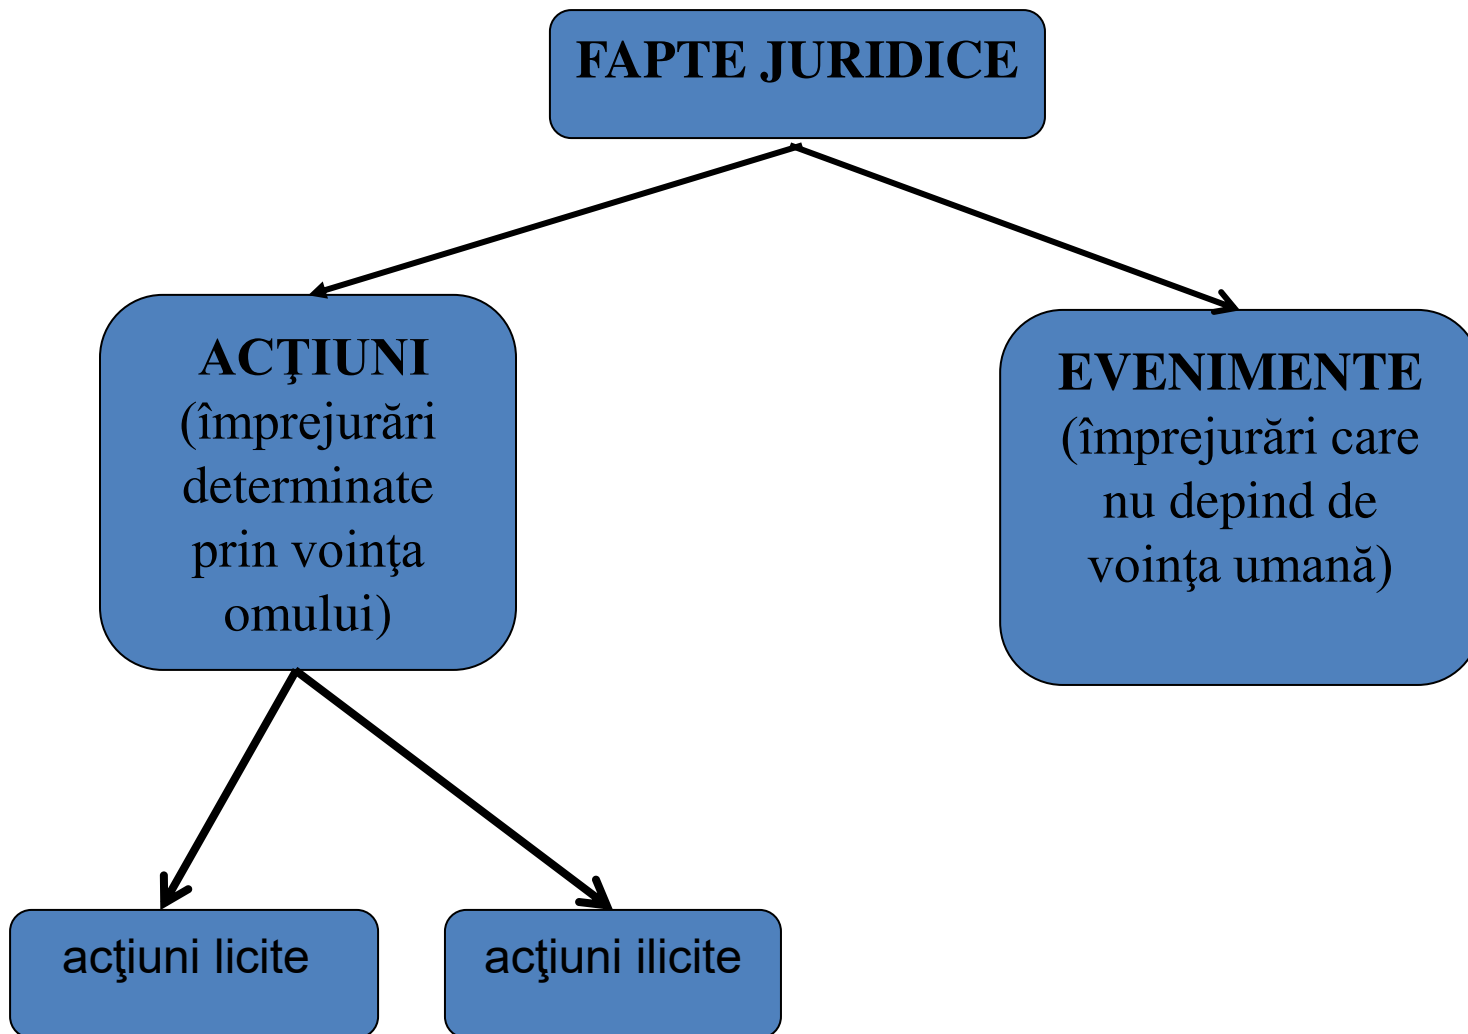 FAPTE JURIDICE
ACŢIUNI
(împrejurări
determinate
prin voinţa
omului)
EVENIMENTE
(împrejurări care
nu depind de
voinţa umană)
acţiuni licite
acţiuni ilicite